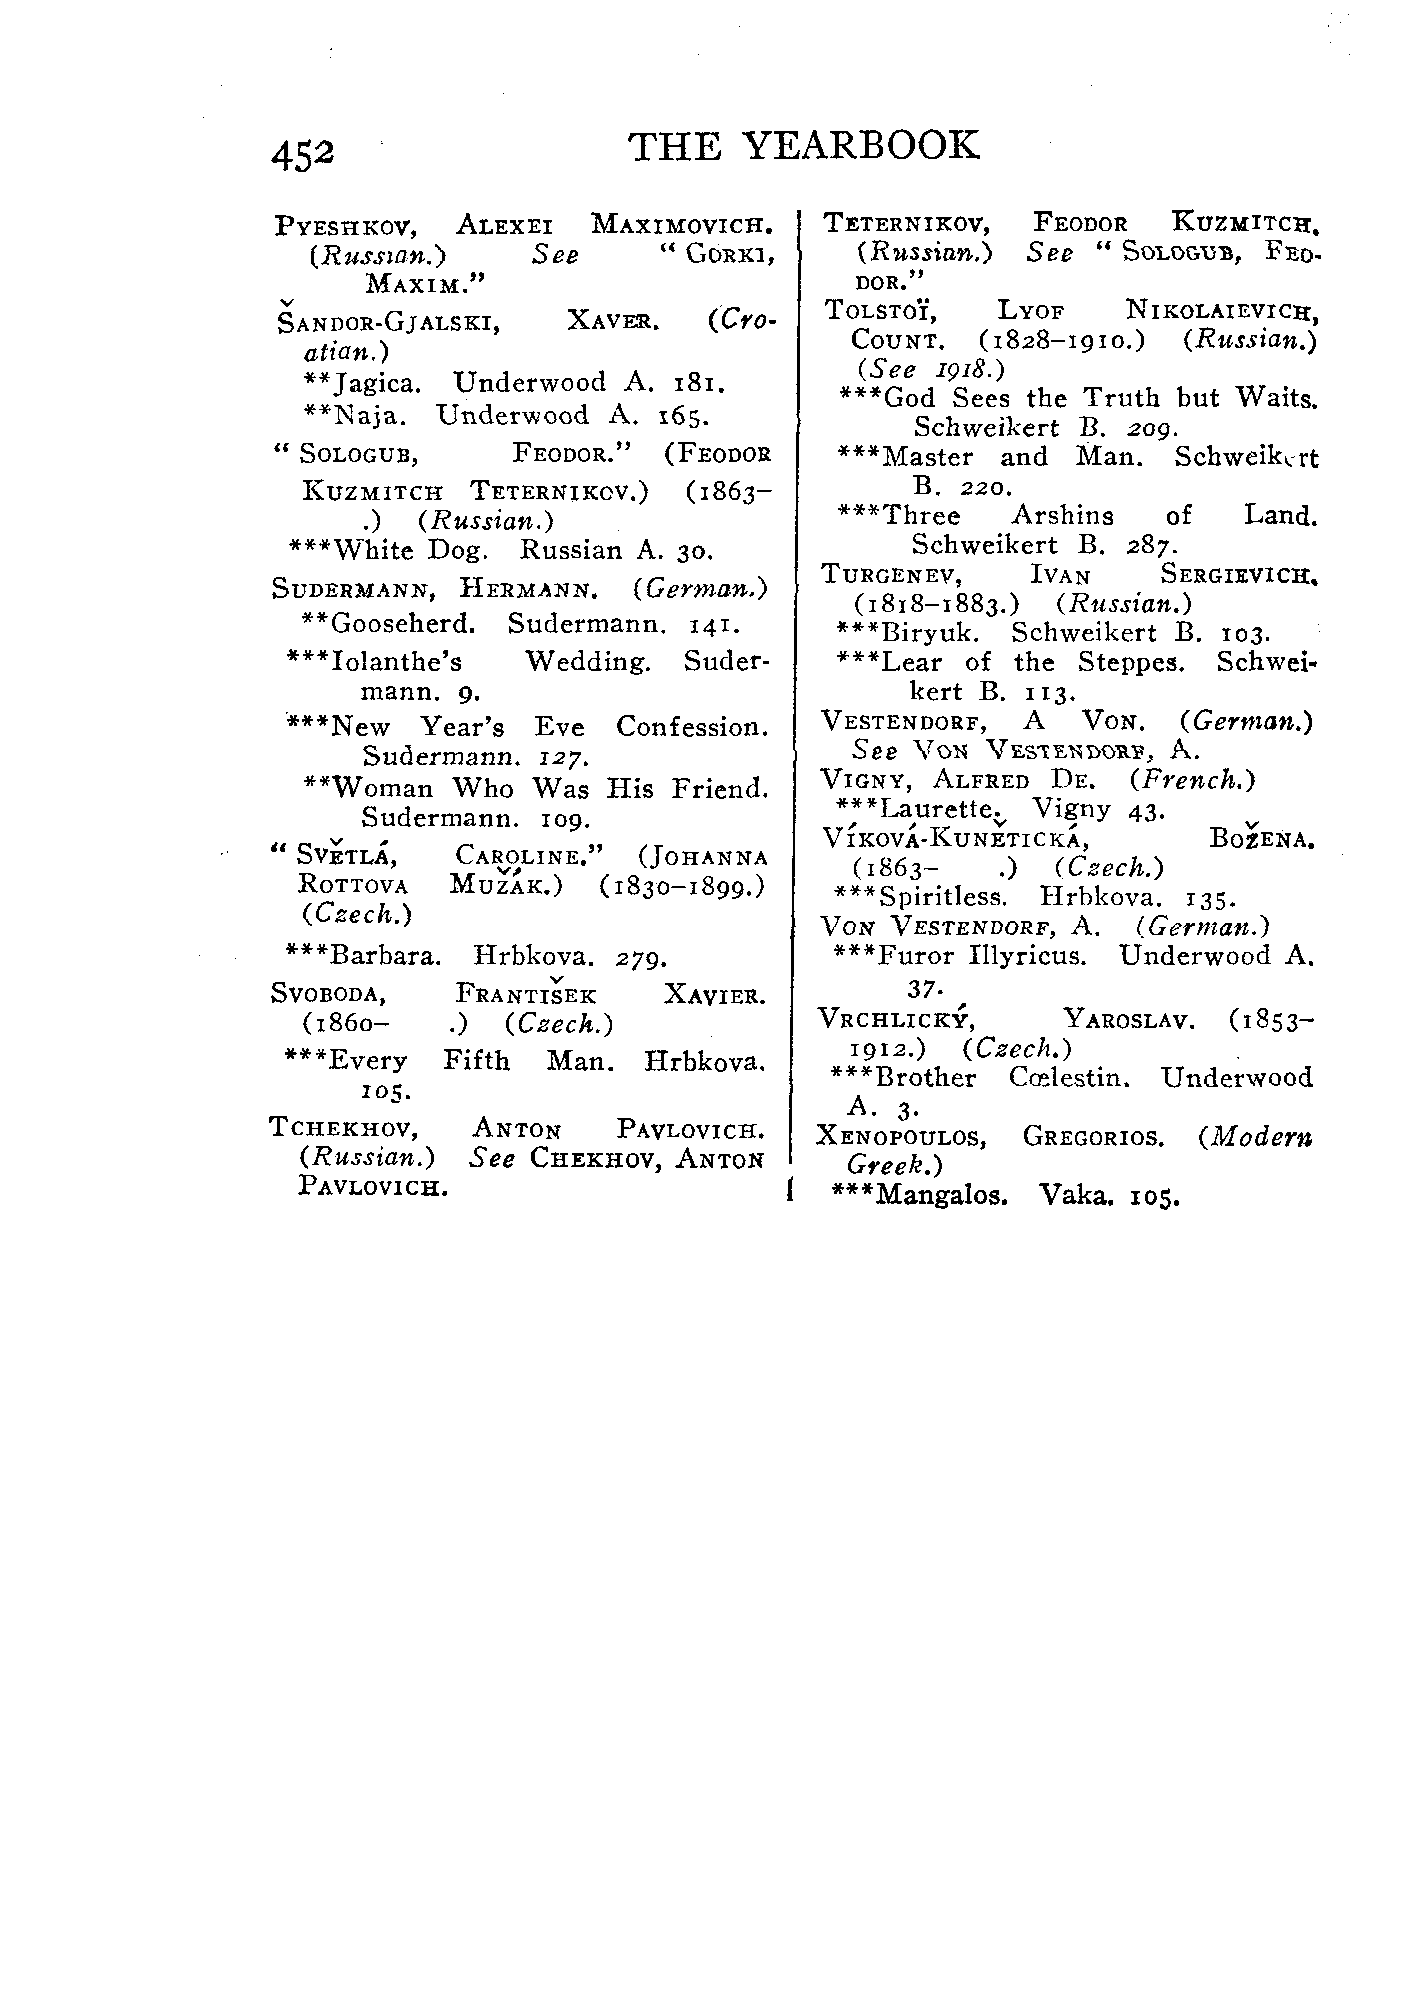 452 THE YEARBOOK
PYESHKOV, ALEXEI MAXIMOVICH.
(Russian.) See "GORKI,
MAXIM."
ŠANDOR-GJALSKI, XAVER. (Cro-
atian.)
**Jagica. Underwood A. 181.
**Naja. Underwood A. 165.
"SOLOGUB, FEODOR." (FEODOR
KUZMITCH TETERNIKOV.) (1863–
.) (Russian.)
***White Dog. Russian A. 30.
SUDERMANN, HERMANN. (German.)
**Gooseherd. Sudermann. 141.
***Iolanthe's Wedding. Suder-
mann. 9.
***New Year's Eve Confession.
Sudermann. 127.
**Woman Who Was His Friend.
Sudermann. 109.
"SVĚTLÁ, CAROLINE." (JOHANNA
ROTTOVA MUŽÁK.) (1830–1899.)
(Czech.)
***Barbara. Hrbkova. 279.
SVOBODA, FRANTIŠEK XAVIER.
(1860– .) (Czech.)
***Every Fifth Man. Hrbkova.
105.
TCHEKHOV, ANTON PAVLOVICH.
(Russian.) See CHEKHOV, ANTON
PAVLOVICH.
TETERNIKOV, FEODOR KUZMITCH.
(Russian.) See "SOLOGUB, FEO-
DOR."
TOLSTOÏ, LYOF NIKOLAIEVICH,
COUNT. (1828–1910.) (Russian.)
(See 1918.)
***God Sees the Truth but Waits.
Schweikert B. 209.
***Master and Man. Schweikert
B. 220.
***Three Arshins of Land.
Schweikert B. 287.
TURGENEV, IVAN SERGIEVICH.
(1818–1883.) (Russian.)
***Biryuk. Schweikert B. 103.
***Lear of the Steppes. Schwei-
kert B. 113.
VESTENDORF, A VON. (German.)
See VON VESTENDORF, A.
VIGNY, ALFRED DE. (French.)
***Laurette. Vigny 43.
VÍKOVÁ-KUNĚTICKÁ, BOŽENA.
(1863– .) (Czech.)
***Spiritless. Hrbkova. 135.
VON VESTENDORF, A. (German.)
***Furor Illyricus. Underwood A.
37.
VRCHLICKÝ, YAROSLAV. (1853–
1912.) (Czech.)
***Brother Cœlestin. Underwood
A. 3.
XENOPOULOS, GREGORIOS. (Modern
Greek.)
***Mangalos. Vaka. 105.